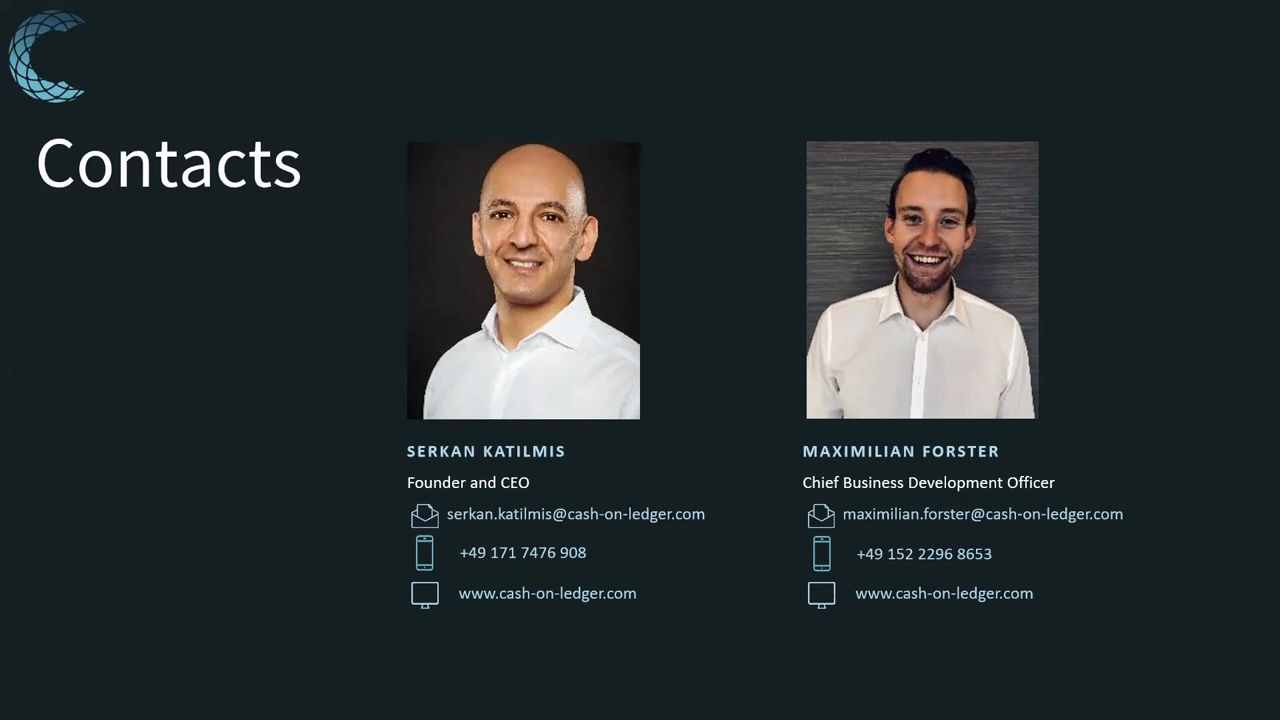 Contacts
SERKAN KATILMIS
Founder and CEO
serkan.katilmis@cash-on-ledger.com
+49 171 7476 908
www.cash-on-ledger.com
MAXIMILIAN FORSTER
Chief Business Development Officer
maximilian.forster@cash-on-ledger.com
+49 152 2296 8653
www.cash-on-ledger.com